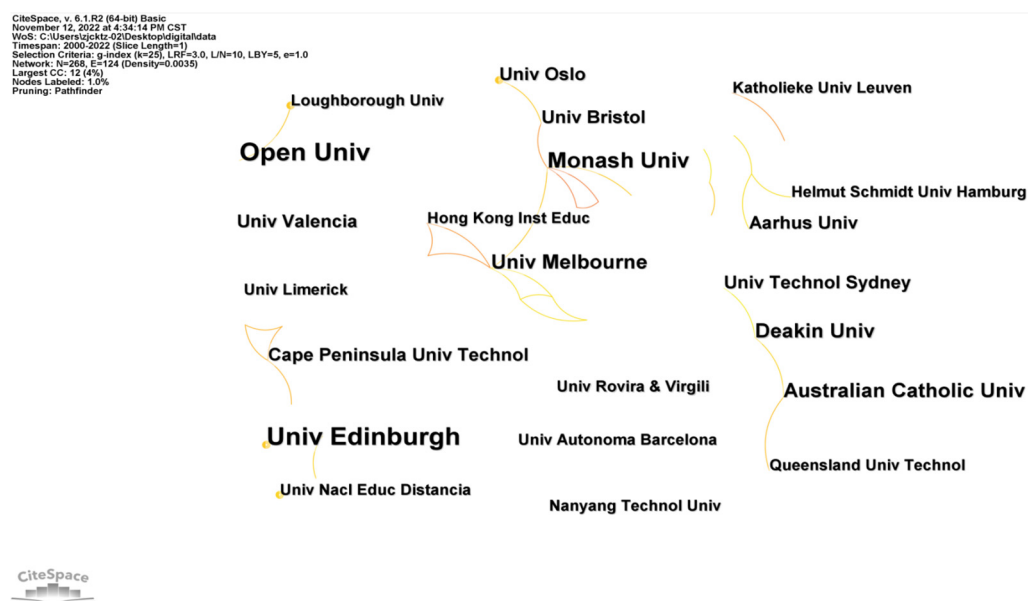 CiteSpace, v. 6.1.R2 (64-bit) Basic
November 12, 2022 at 4:34:14 PM CST
WoS: C:\Users\zjcktz-02\Desktop\digital\data
Timespan: 2000-2022 (Slice Length=1)
Selection Criteria: g-index (k=25), LRF=3.0, L/N=10, LBY=5, e=1.0
Network: N=268, E=124 (Density=0.0035)
Largest CC: 12 (4%)
Nodes Labeled: 1.0%
Pruning: Pathfinder
Univ Oslo
Katholieke Univ Leuven
Loughborough Univ
Univ Bristol
Open Univ
Monash Univ
Helmut Schmidt Univ Hamburg
Univ Valencia
Hong Kong Inst Educ
Aarhus Univ
Univ Melbourne
Univ Limerick
Univ Technol Sydney
Deakin Univ
Cape Peninsula Univ Technol
Univ Rovira & Virgili
Australian Catholic Univ
Univ Edinburgh
Univ Autonoma Barcelona
Queensland Univ Technol
Univ Nacl Educ Distancia
Nanyang Technol Univ
CiteSpace